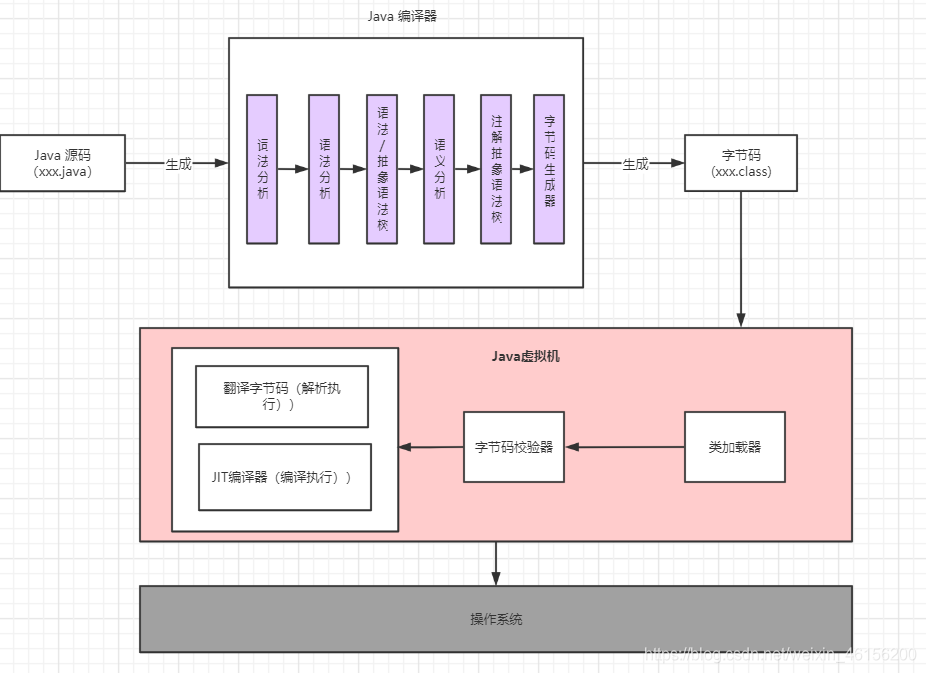 Java 编译器
Java 源码
（xxx.java）
生成
词法分析
语法分析
语法/抽象语法树
语义分析
注解抽象语法树
字节码生成器
生成
字节码
（xxx.class）
Java虚拟机
翻译字节码（解析执
行））
JIT编译器（编译执行））
字节码校验器
类加载器
操作系统
https://blog.csdn.net/weixin_46156200